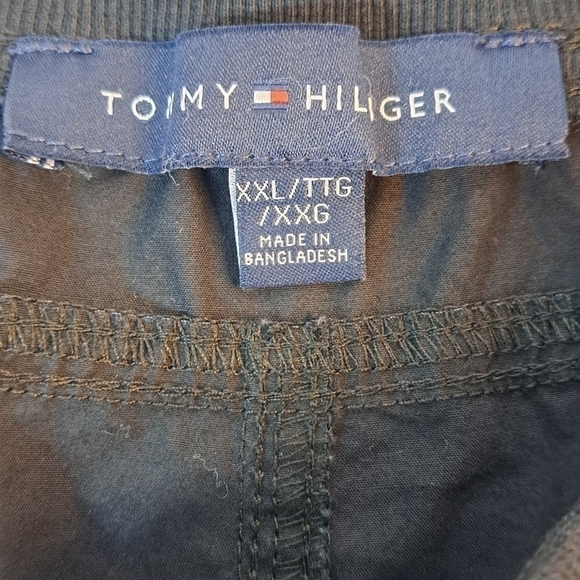 TOMMY HILFIGER
XXL/TTG
/XXG
MADE IN
BANGLADESH